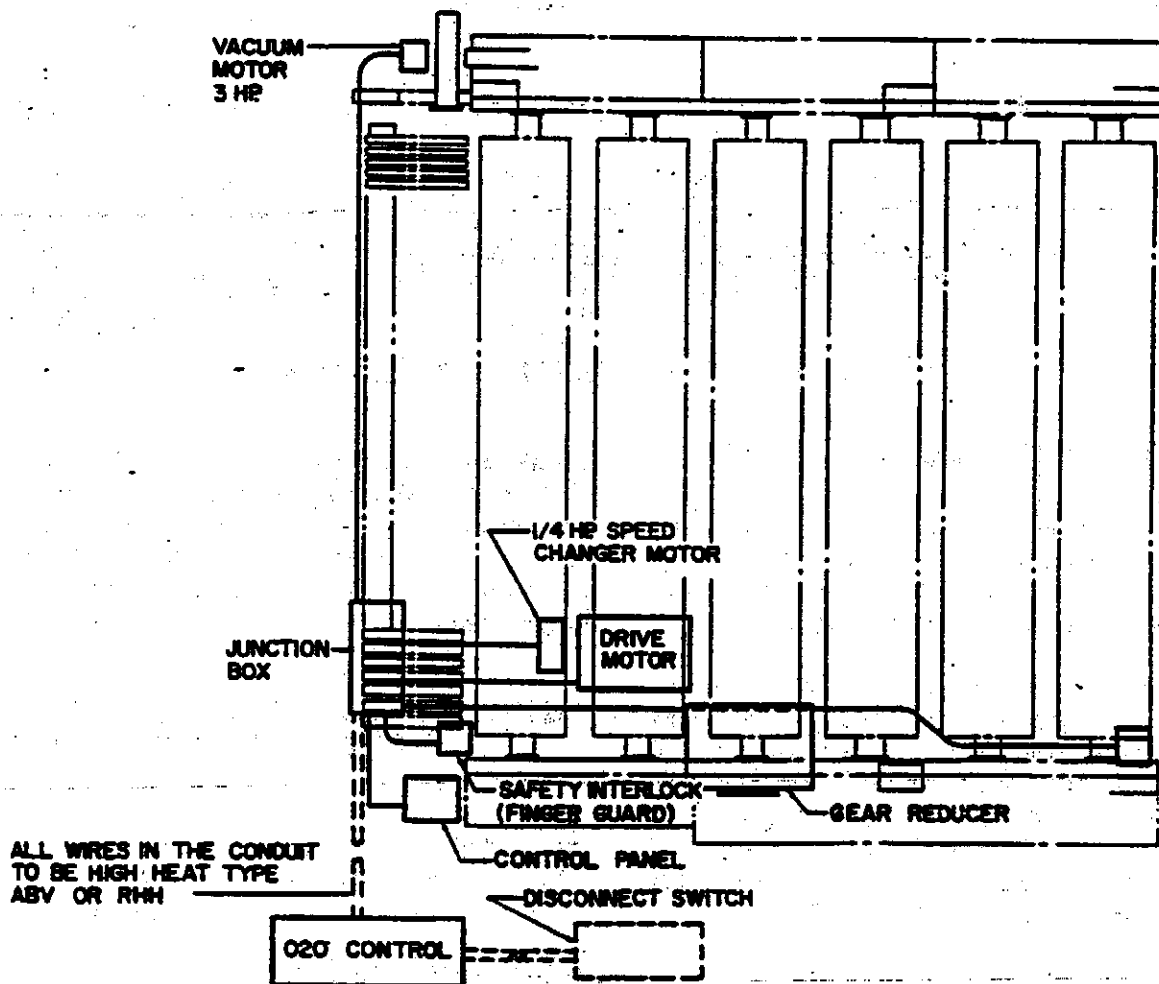 VACUUM
MOTOR
3 HP
1/4 HP SPEED
CHANGER MOTOR
DRIVE
MOTOR
JUNCTION
BOX
SAFETY INTERLOCK
(FINGER GUARD)
GEAR REDUCER
CONTROL PANEL
ALL WIRES IN THE CONDUIT
TO BE HIGH HEAT TYPE
ABV OR RHH
DISCONNECT SWITCH
020 CONTROL